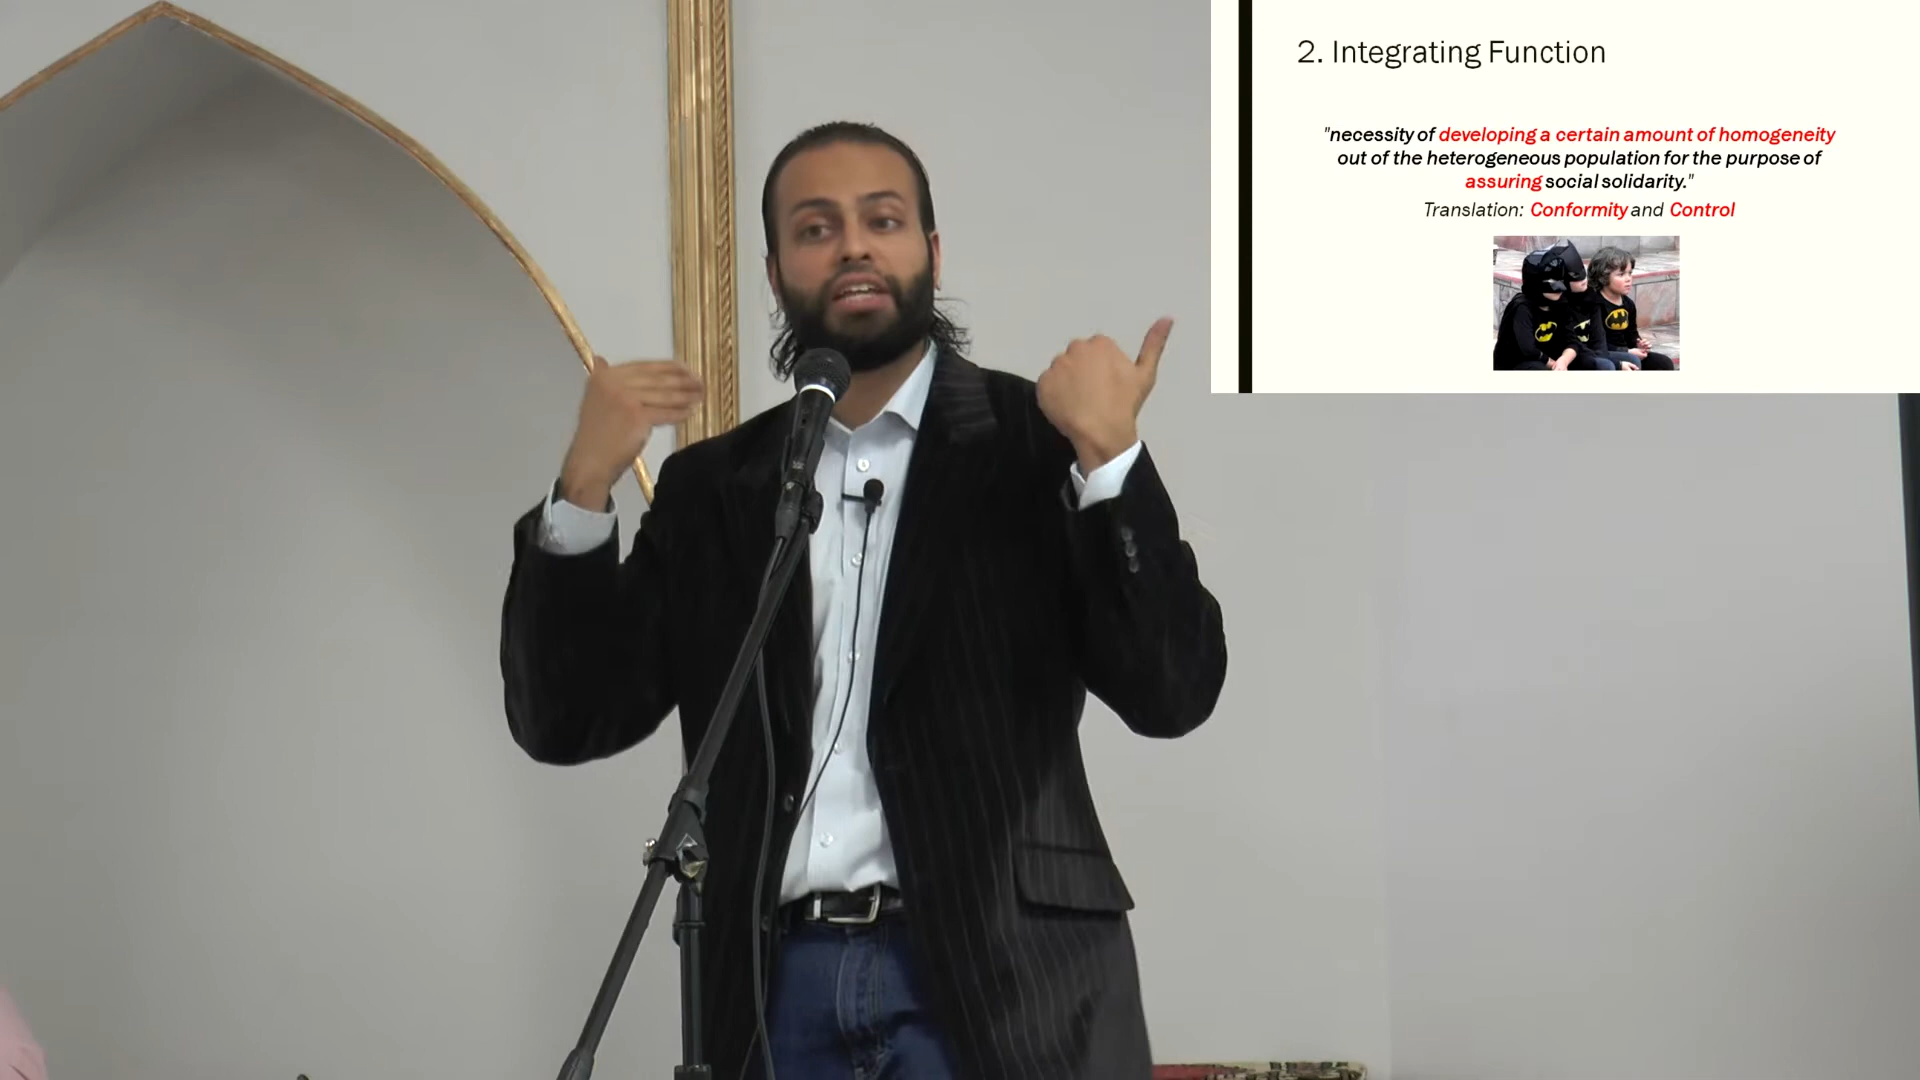 2. Integrating Function
"necessity of developing a certain amount of homogeneity
out of the heterogeneous population for the purpose of
assuring social solidarity."
Translation: Conformity and Control